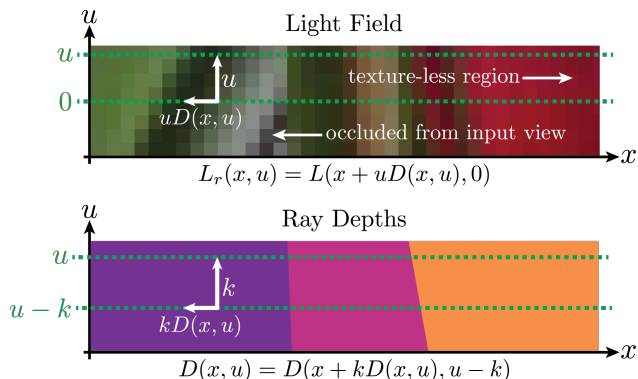 Light Field
u
u
0
u
uD(x, u)
texture-less region
occluded from input view
x
L_r(x, u) = L(x + uD(x, u), 0)
Ray Depths
u
u
u − k
k
kD(x, u)
x
D(x, u) = D(x + kD(x, u), u − k)